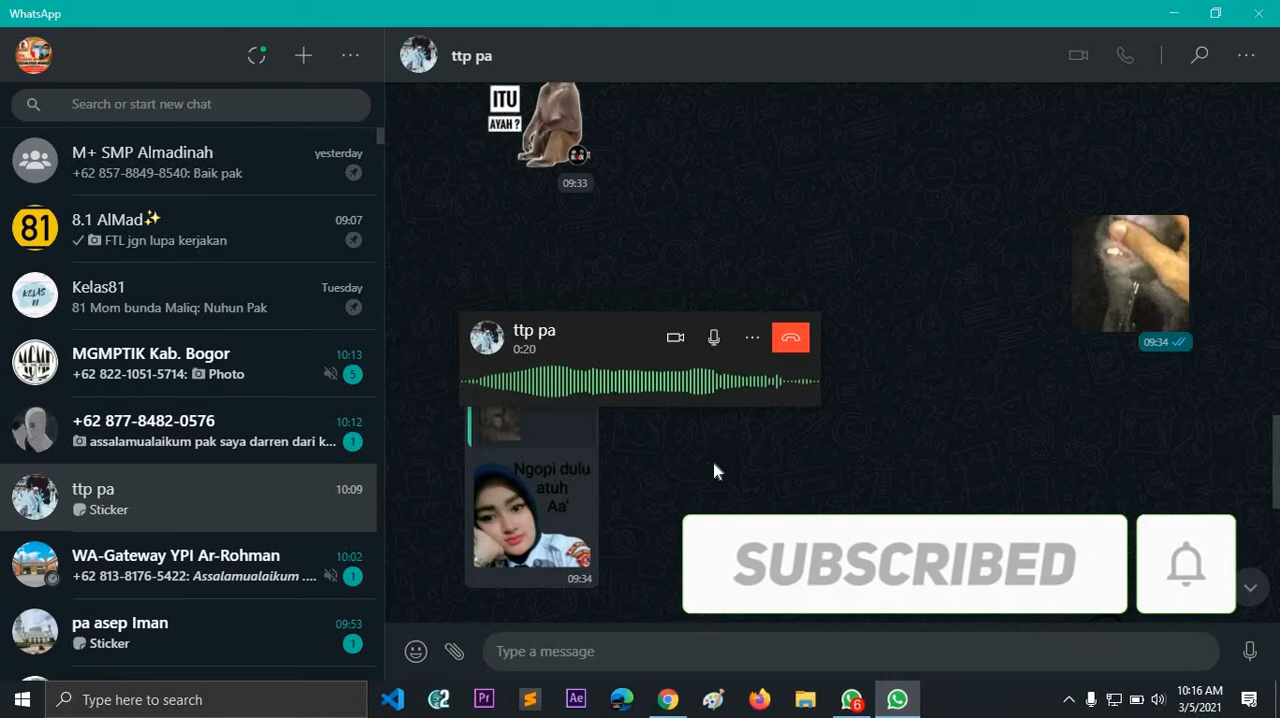 WhatsApp
ttp pa
Search or start new chat
M+ SMP Almadinah
yesterday
+62 857-8849-8540: Baik pak
81
8.1 AlMad✨
09:07
FTL jgn lupa kerjakan
KELAS
81
Kelas81
Tuesday
81 Mom bunda Maliq: Nuhun Pak
MGMP
MGMPTIK Kab. Bogor
10:13
+62 822-1051-5714: Photo
5
+62 877-8482-0576
10:12
assalamualaikum pak saya darren dari k...
1
ttp pa
10:09
Sticker
WA-Gateway YPI Ar-Rohman
10:02
+62 813-8176-5422: Assalamualaikum ....
1
pa asep Iman
09:53
Sticker
1
ITU
AYAH ?
09:33
09:34
ttp pa
0:20
Ngopi dulu
atuh
Aa'
09:34
SUBSCRIBED
Type a message
Type here to search
Pr
Ae
6
10:16 AM
3/5/2021